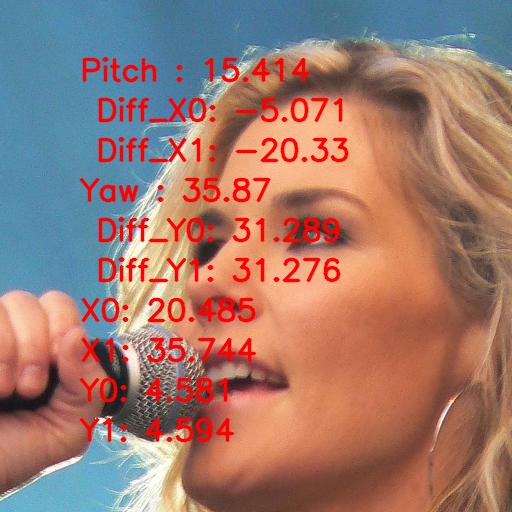 Pitch : 15.414
Diff_X0: -5.071
Diff_X1: -20.33
Yaw : 35.87
Diff_Y0: 31.289
Diff_Y1: 31.276
X0: 20.485
X1: 35.744
Y0: 4.581
Y1: 4.594